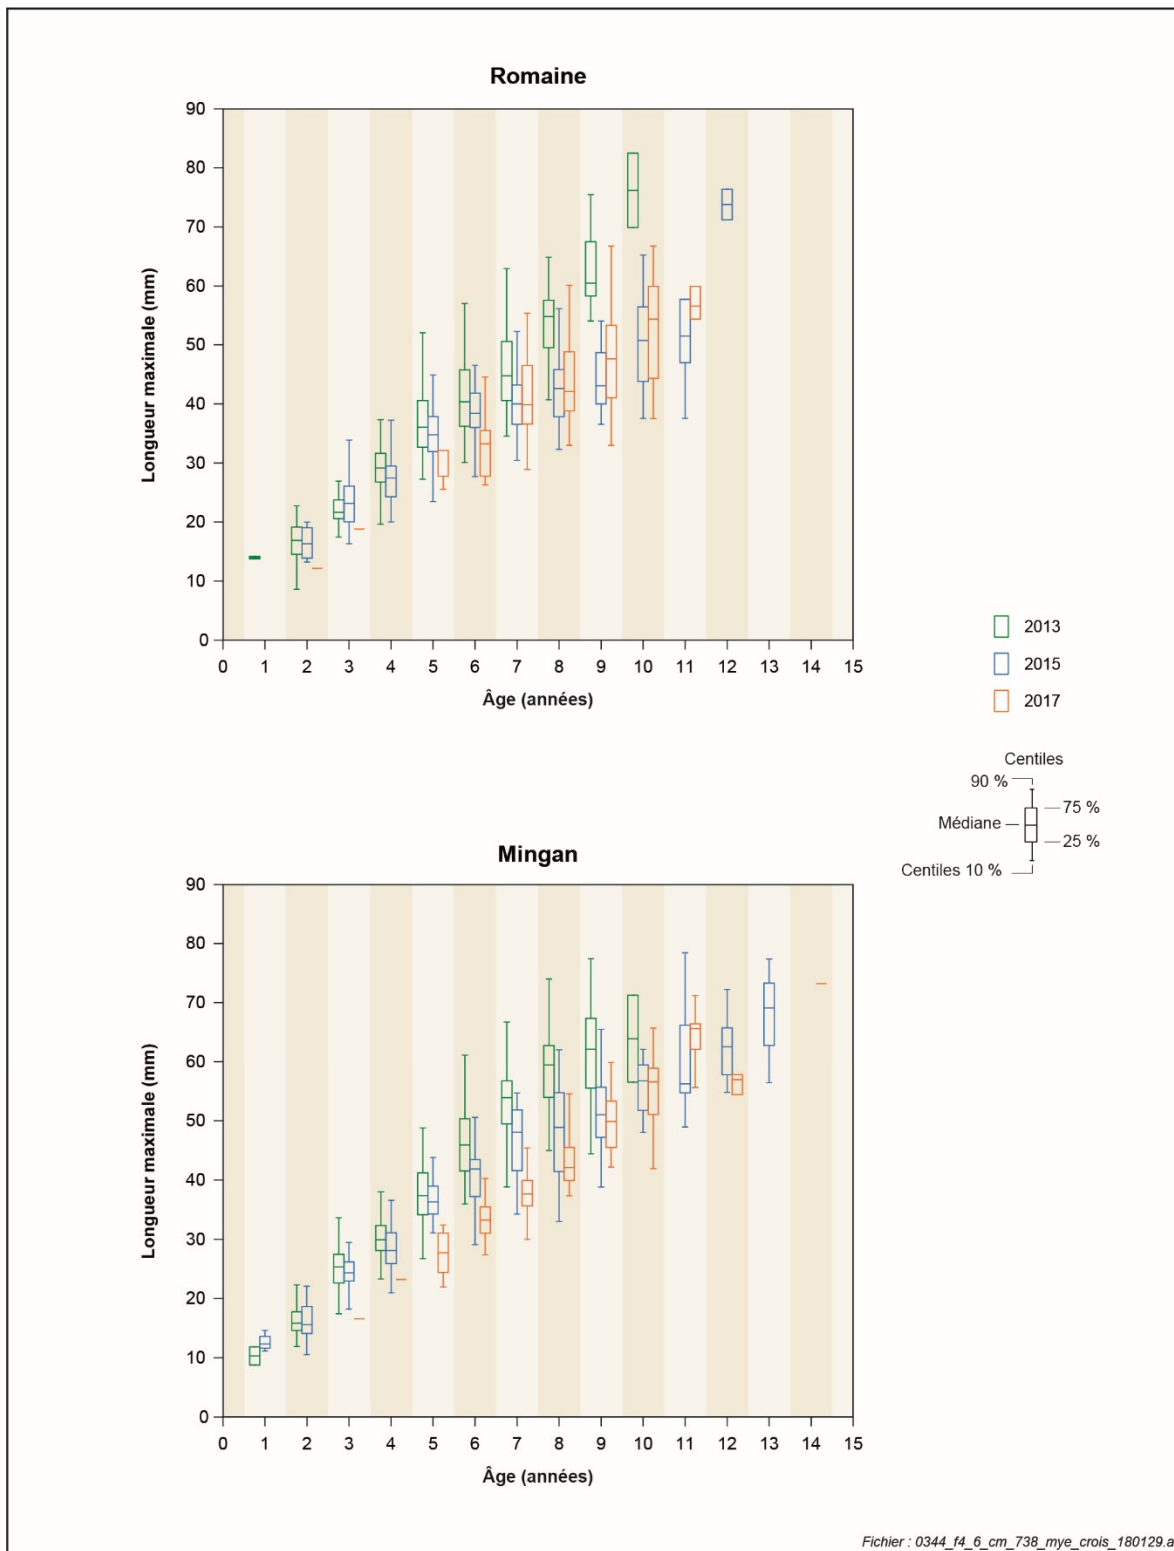 Romaine
90
80
70
60
50
40
30
20
10
0
Longueur maximale (mm)
0 1 2 3 4 5 6 7 8 9 10 11 12 13 14 15
Âge (années)
2013
2015
2017
Centiles
90 %
75 %
Médiane
25 %
Centiles 10 %
Mingan
90
80
70
60
50
40
30
20
10
0
Longueur maximale (mm)
0 1 2 3 4 5 6 7 8 9 10 11 12 13 14 15
Âge (années)
Fichier : 0344_f4_6_cm_738_mye_crois_180129.a